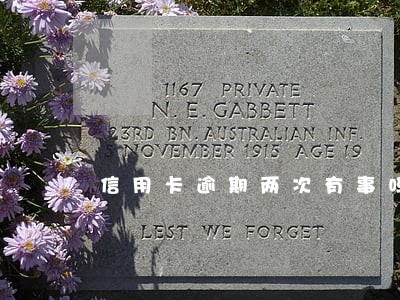 1167 PRIVATE
N. E. GABBETT
23RD BN. AUSTRALIAN INF.
5 NOVEMBER 1915 AGE 19
信用卡逾期两次有事吗
LEST WE FORGET